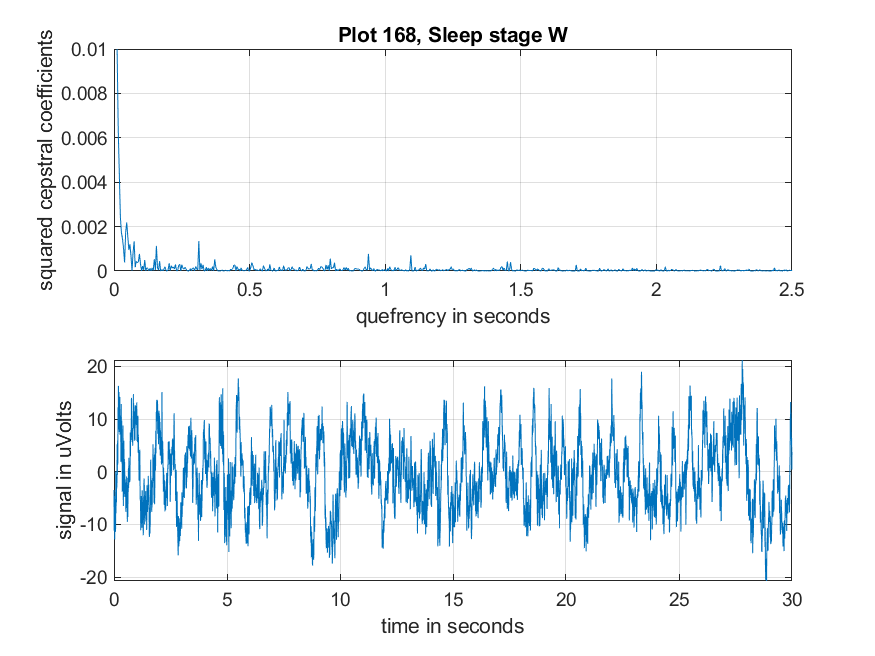 Plot 168, Sleep stage W
squared cepstral coefficients
0.01
0.008
0.006
0.004
0.002
0
0 0.5 1 1.5 2 2.5
quefrency in seconds
signal in uVolts
20
10
0
-10
-20
0 5 10 15 20 25 30
time in seconds